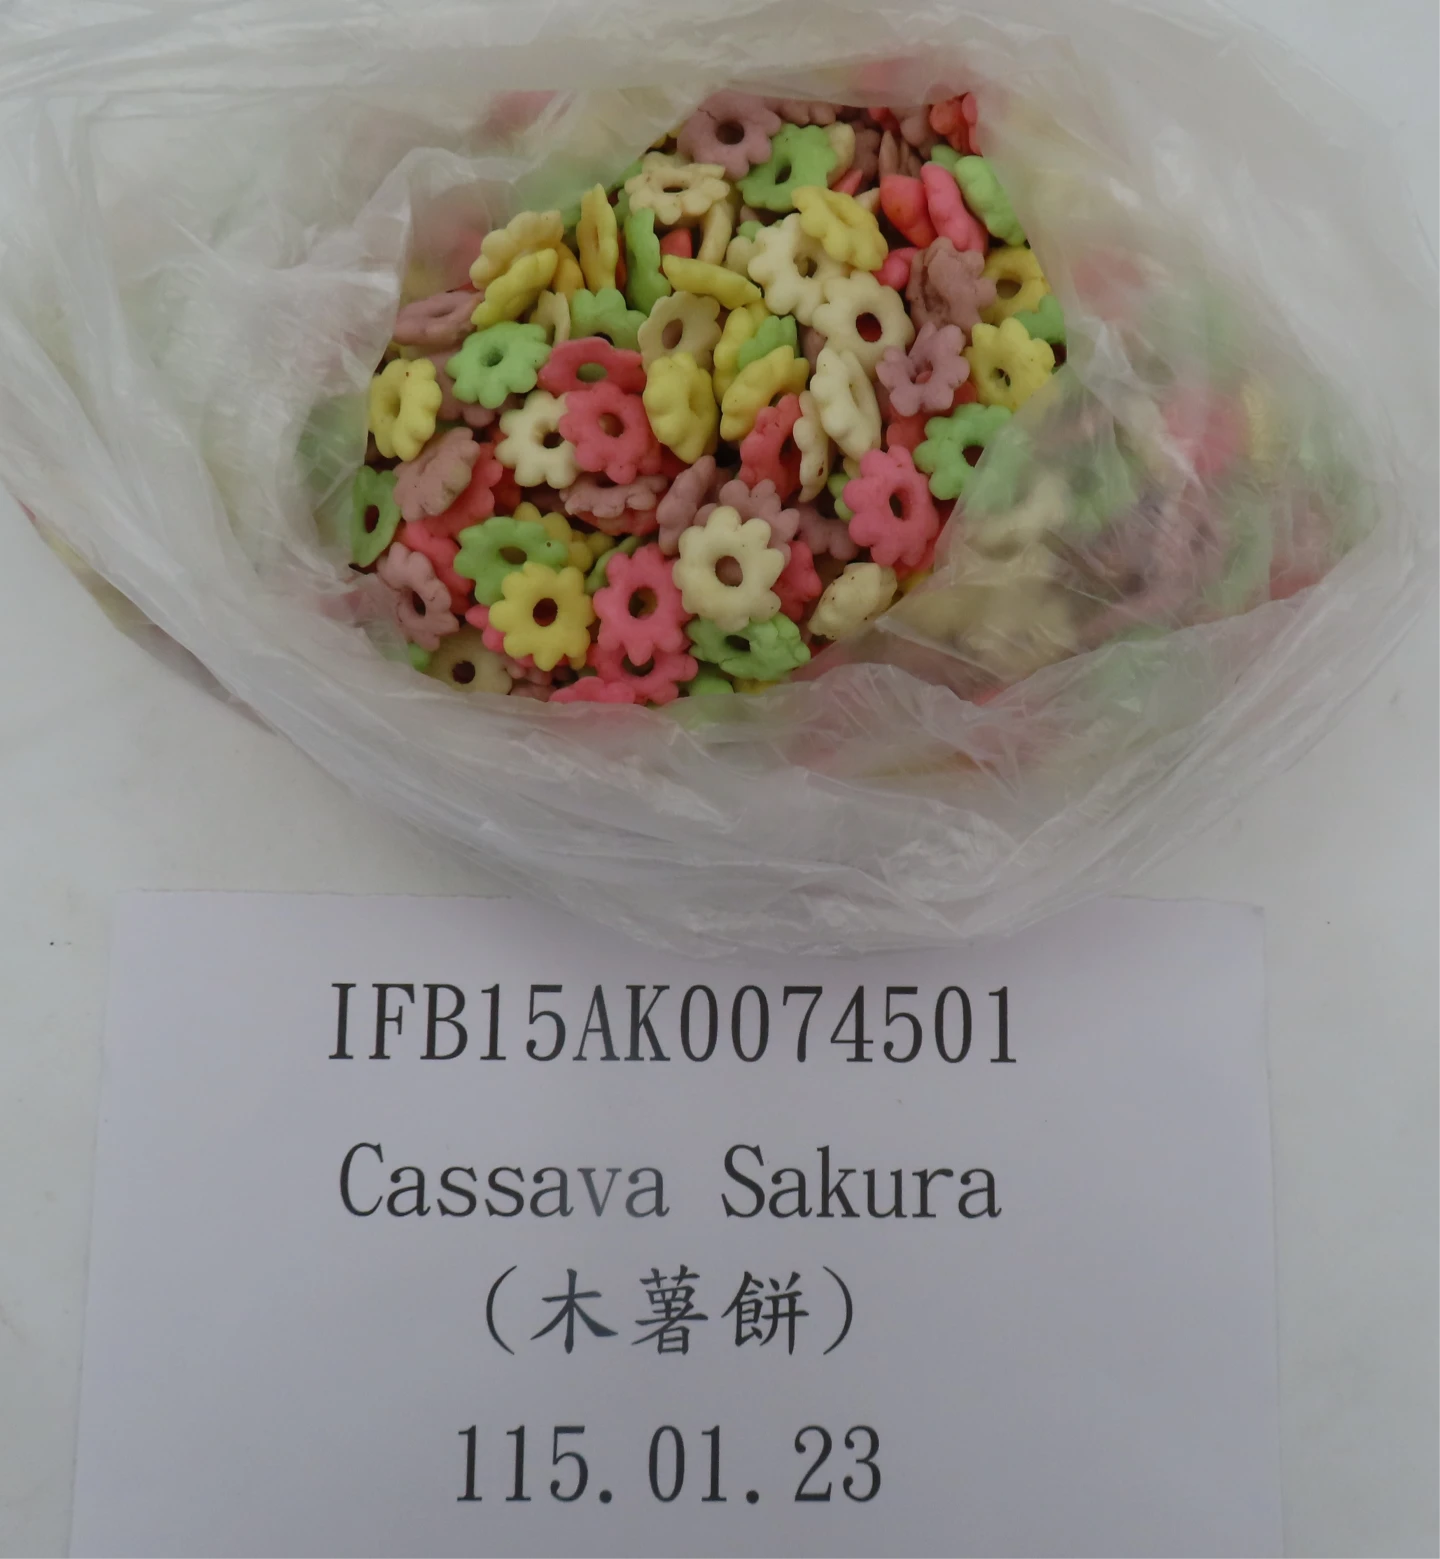 IFB15AK0074501
Cassava Sakura
(木薯餅)
115.01.23